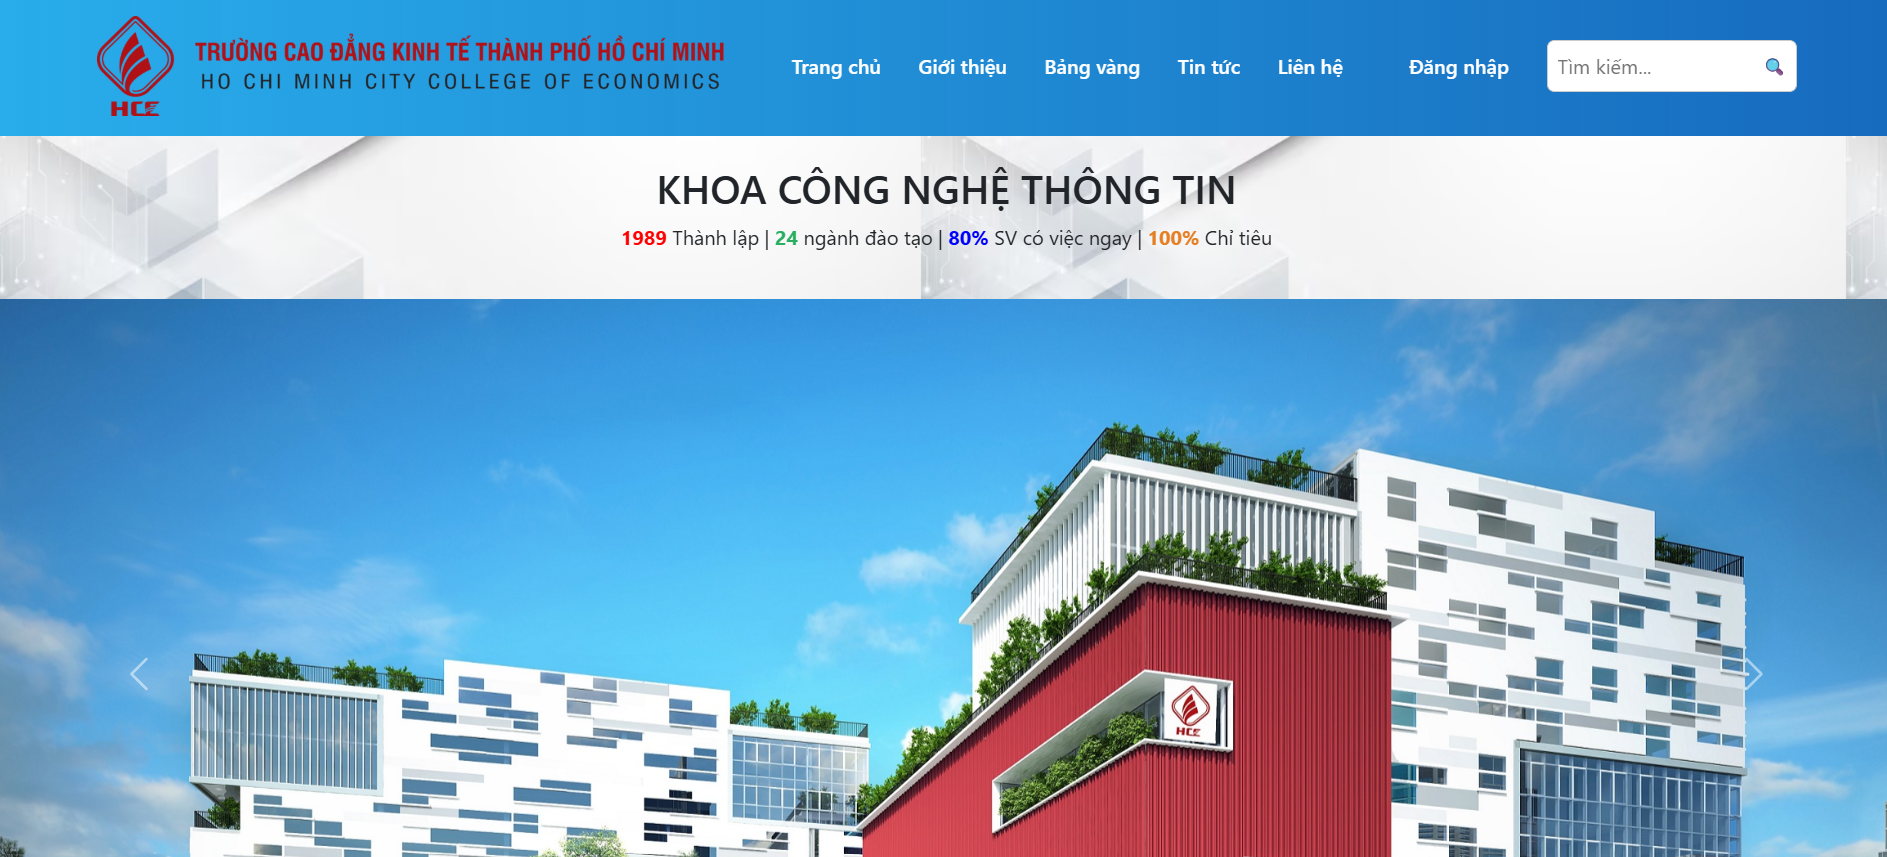 TRƯỜNG CAO ĐẲNG KINH TẾ THÀNH PHỐ HỒ CHÍ MINH
HO CHI MINH CITY COLLEGE OF ECONOMICS
HCE
Trang chủ Giới thiệu Bảng vàng Tin tức Liên hệ Đăng nhập Tìm kiếm...
KHOA CÔNG NGHỆ THÔNG TIN
1989 Thành lập | 24 ngành đào tạo | 80% SV có việc ngay | 100% Chỉ tiêu
HCE